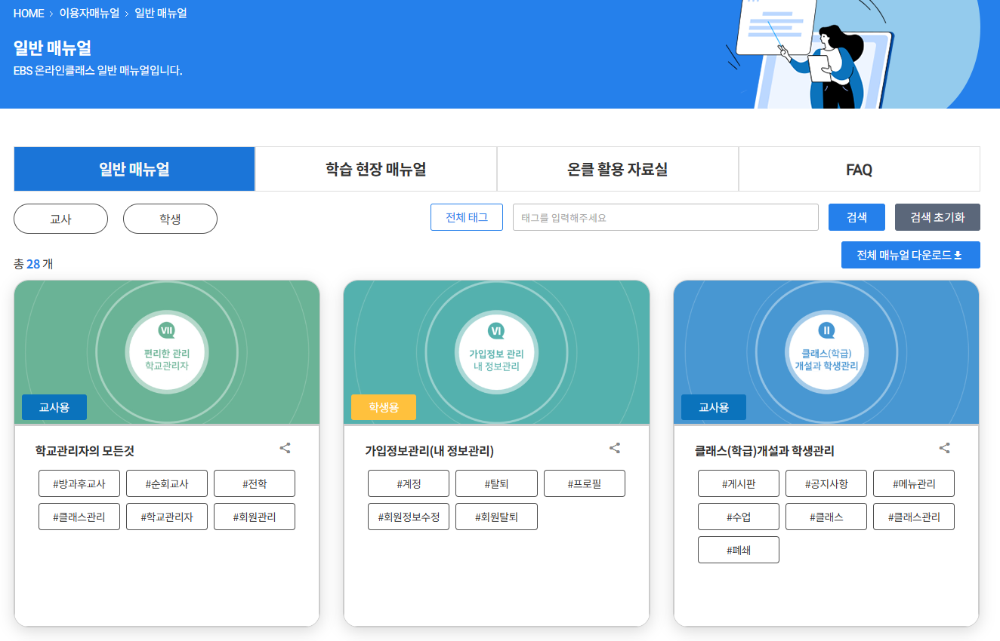 HOME > 이용자매뉴얼 > 일반 매뉴얼
일반 매뉴얼
EBS 온라인클래스 일반 매뉴얼입니다.
일반 매뉴얼 학습 현장 매뉴얼 온클 활용 자료실 FAQ
교사 학생 전체 태그 태그를 입력해주세요 검색 검색 초기화
전체 매뉴얼 다운로드
총 28 개
VII
편리한 관리
학교관리자
교사용
학교관리자의 모든것
#방과후교사 #순회교사 #전학
#클래스관리 #학교관리자 #회원관리
VI
가입정보 관리
내 정보관리
학생용
가입정보관리(내 정보관리)
#계정 #탈퇴 #프로필
#회원정보수정 #회원탈퇴
II
클래스(학급)
개설과 학생관리
교사용
클래스(학급)개설과 학생관리
#게시판 #공지사항 #메뉴관리
#수업 #클래스 #클래스관리
#폐쇄